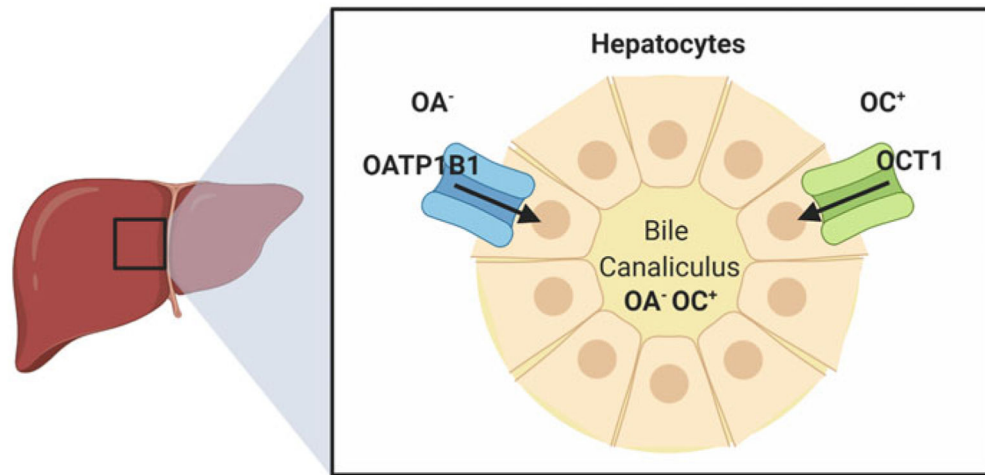 Hepatocytes
OA⁻
OC⁺
OATP1B1
OCT1
Bile
Canaliculus
OA⁻ OC⁺